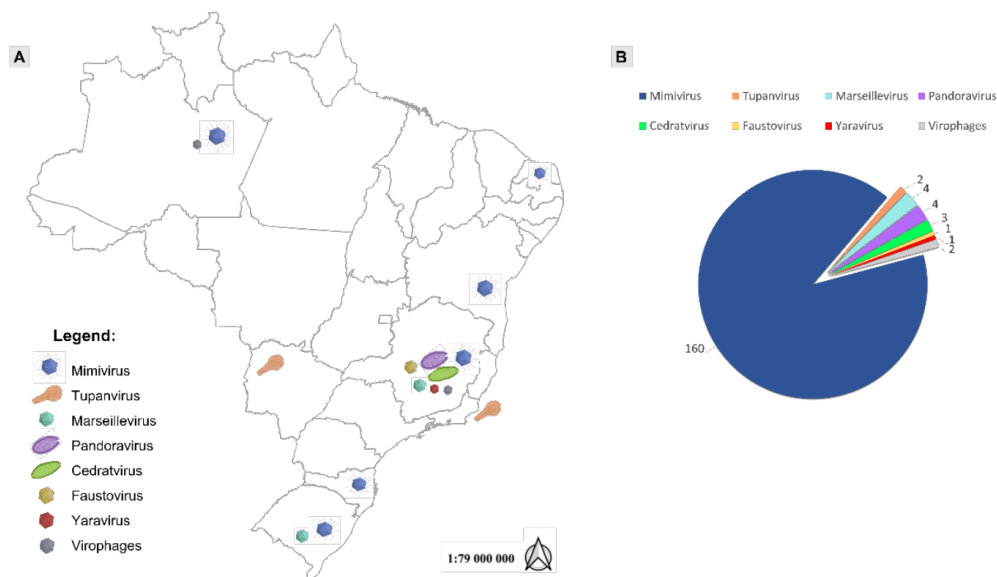 A
Legend:
Mimivirus
Tupanvirus
Marseillevirus
Pandoravirus
Cedratvirus
Faustovirus
Yaravirus
Virophages
1:79 000 000
B
Mimivirus Tupanvirus Marseillevirus Pandoravirus
Cedratvirus Faustovirus Yaravirus Virophages
2
4
4
3
1
1
2
160